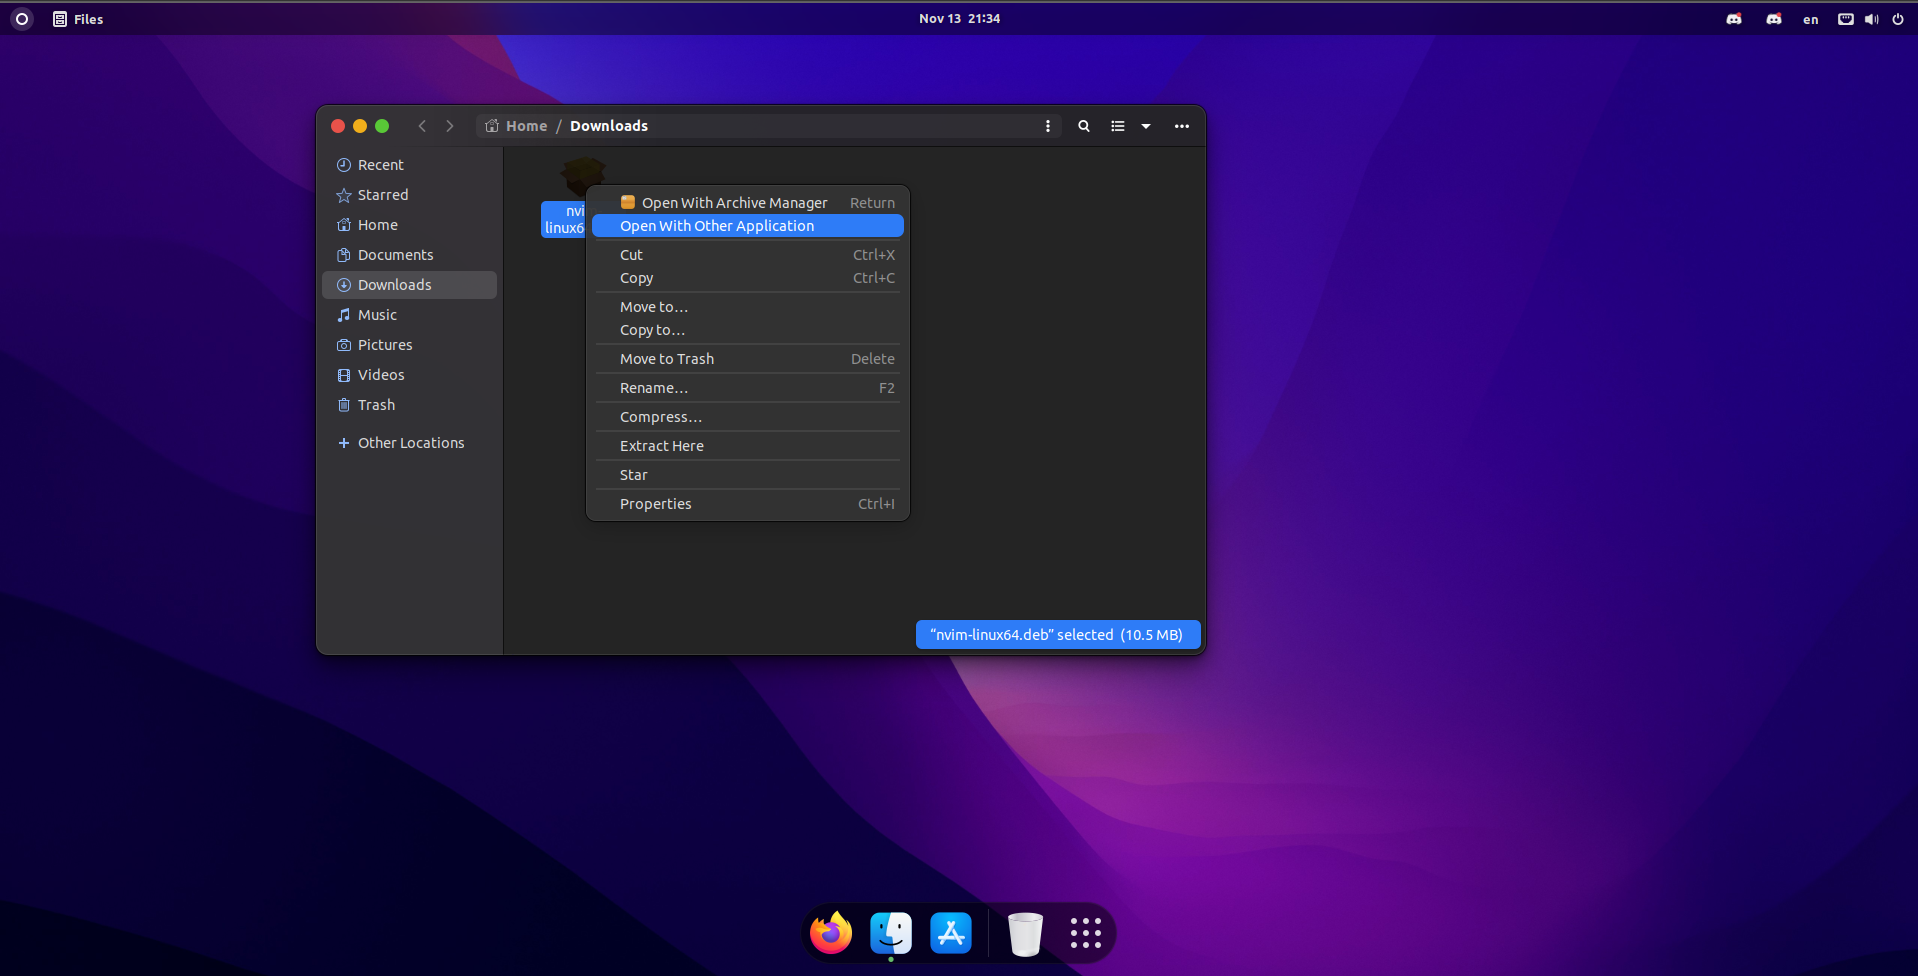 Files
Nov 13 21:34
en
Home / Downloads
Recent
Starred
Home
Documents
Downloads
Music
Pictures
Videos
Trash
Other Locations
nvi
linux6
Open With Archive Manager Return
Open With Other Application
Cut Ctrl+X
Copy Ctrl+C
Move to…
Copy to…
Move to Trash Delete
Rename… F2
Compress…
Extract Here
Star
Properties Ctrl+I
“nvim-linux64.deb” selected (10.5 MB)